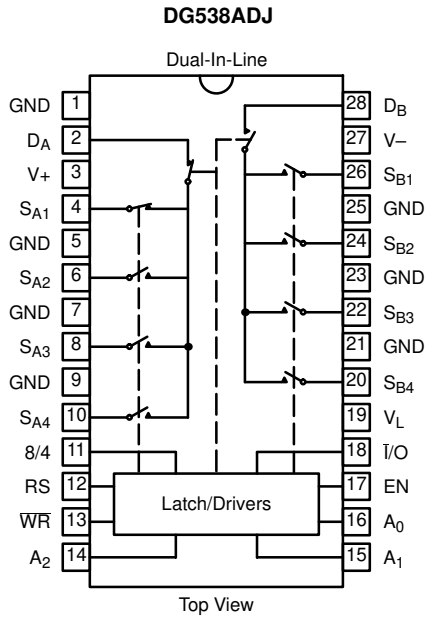 DG538ADJ
Dual-In-Line
GND 1 28 D_B
D_A 2 27 V–
V+ 3 26 S_B1
S_A1 4 25 GND
GND 5 24 S_B2
S_A2 6 23 GND
GND 7 22 S_B3
S_A3 8 21 GND
GND 9 20 S_B4
S_A4 10 19 V_L
8/4 11 18 I̅/O
RS 12 Latch/Drivers 17 EN
W̅R̅ 13 16 A_0
A_2 14 15 A_1
Top View